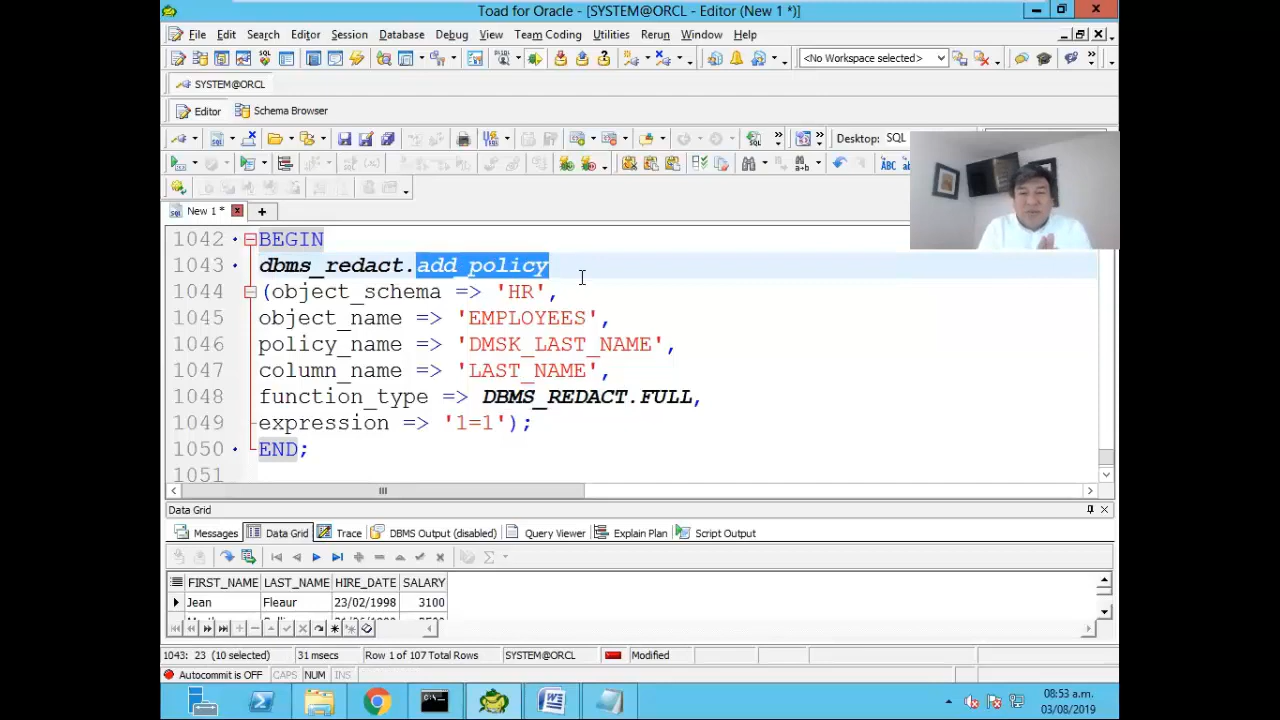 Toad for Oracle - [SYSTEM@ORCL - Editor (New 1 *)]
File Edit Search Editor Session Database Debug View Team Coding Utilities Rerun Window Help
<No Workspace selected>
SYSTEM@ORCL
Editor Schema Browser
Desktop: SQL
New 1 *
1042 BEGIN
1043 dbms_redact.add_policy
1044 (object_schema => 'HR',
1045 object_name => 'EMPLOYEES',
1046 policy_name => 'DMSK_LAST_NAME',
1047 column_name => 'LAST_NAME',
1048 function_type => DBMS_REDACT.FULL,
1049 expression => '1=1');
1050 END;
1051
Data Grid
Messages Data Grid Trace DBMS Output (disabled) Query Viewer Explain Plan Script Output
FIRST_NAME LAST_NAME HIRE_DATE SALARY
Jean Fleaur 23/02/1998 3100
1043: 23 (10 selected) 31 msecs Row 1 of 107 Total Rows SYSTEM@ORCL Modified
Autocommit is OFF CAPS NUM INS
08:53 a.m.
03/08/2019